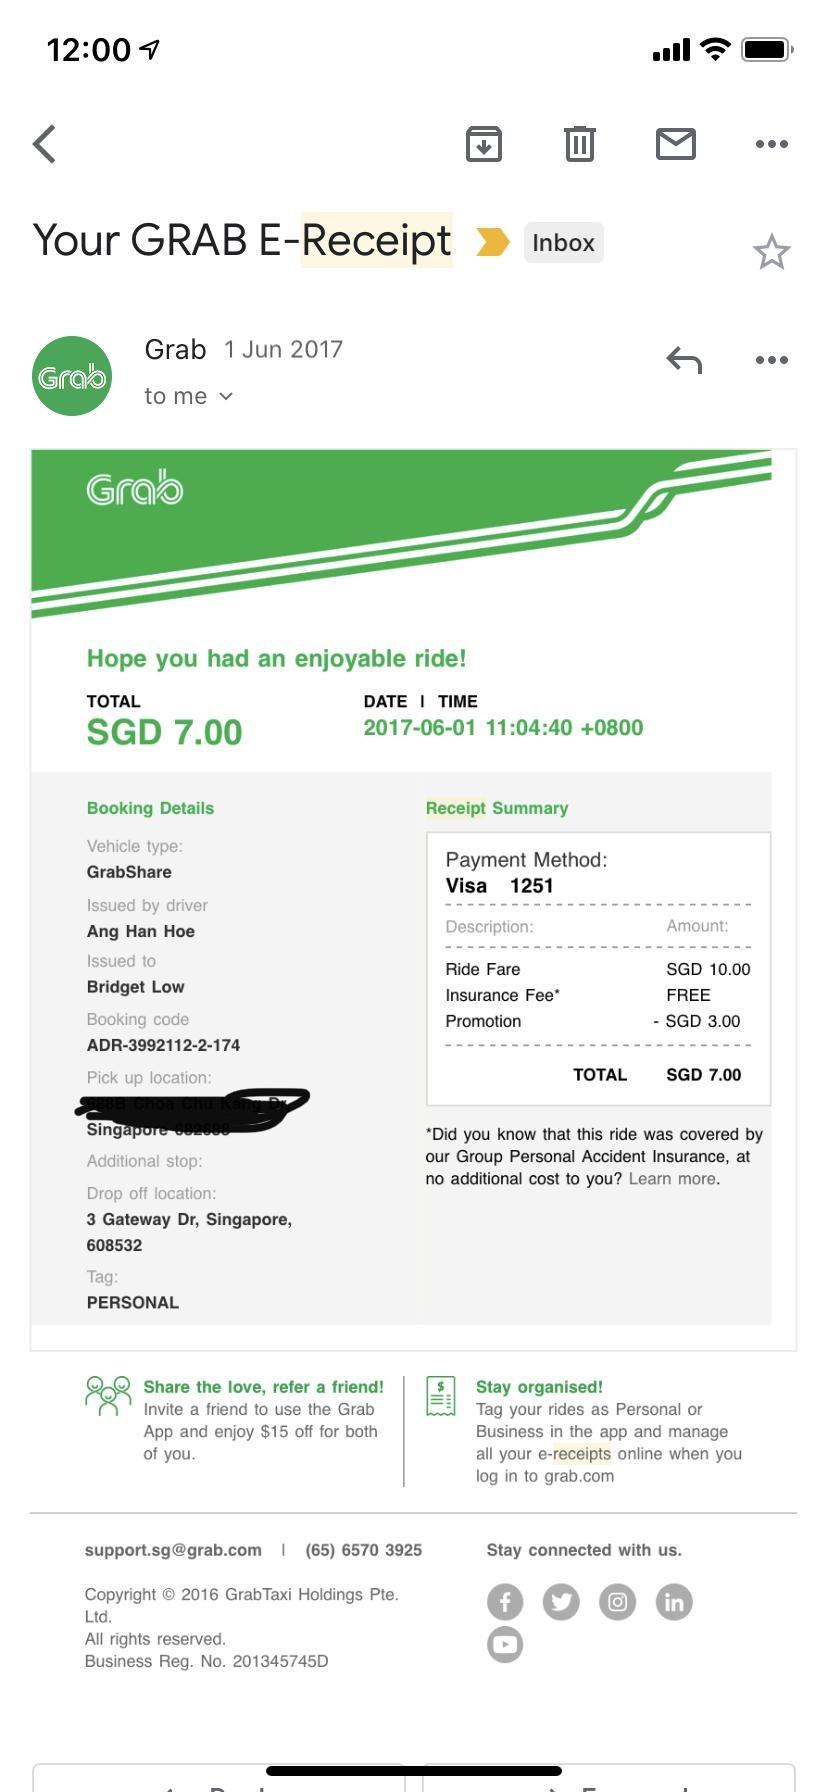 12:00
Your GRAB E-Receipt
Inbox
Grab 1 Jun 2017
to me
Grab
Grab
Hope you had an enjoyable ride!
TOTAL
SGD 7.00
DATE | TIME
2017-06-01 11:04:40 +0800
Booking Details
Vehicle type:
GrabShare
Issued by driver
Ang Han Hoe
Issued to
Bridget Low
Booking code
ADR-3992112-2-174
Pick up location:
Singapore
Additional stop:
Drop off location:
3 Gateway Dr, Singapore,
608532
Tag:
PERSONAL
Receipt Summary
Payment Method:
Visa 1251
Description: Amount:
Ride Fare SGD 10.00
Insurance Fee* FREE
Promotion - SGD 3.00
TOTAL SGD 7.00
*Did you know that this ride was covered by
our Group Personal Accident Insurance, at
no additional cost to you? Learn more.
Share the love, refer a friend!
Invite a friend to use the Grab
App and enjoy $15 off for both
of you.
$
Stay organised!
Tag your rides as Personal or
Business in the app and manage
all your e-receipts online when you
log in to grab.com
support.sg@grab.com | (65) 6570 3925
Copyright © 2016 GrabTaxi Holdings Pte.
Ltd.
All rights reserved.
Business Reg. No. 201345745D
Stay connected with us.